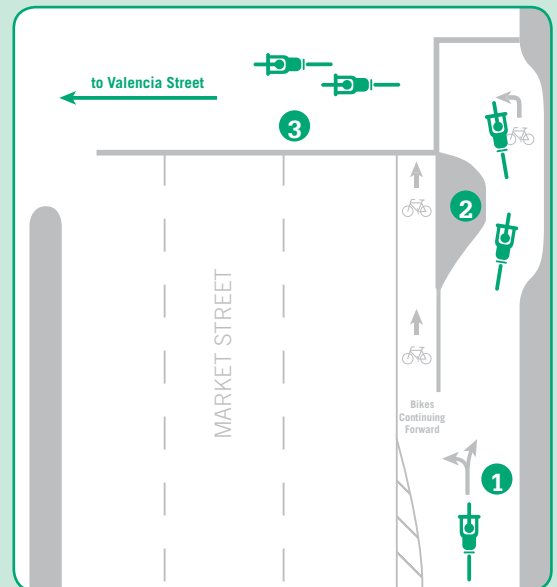 to Valencia Street
3
2
MARKET STREET
Bikes
Continuing
Forward
1